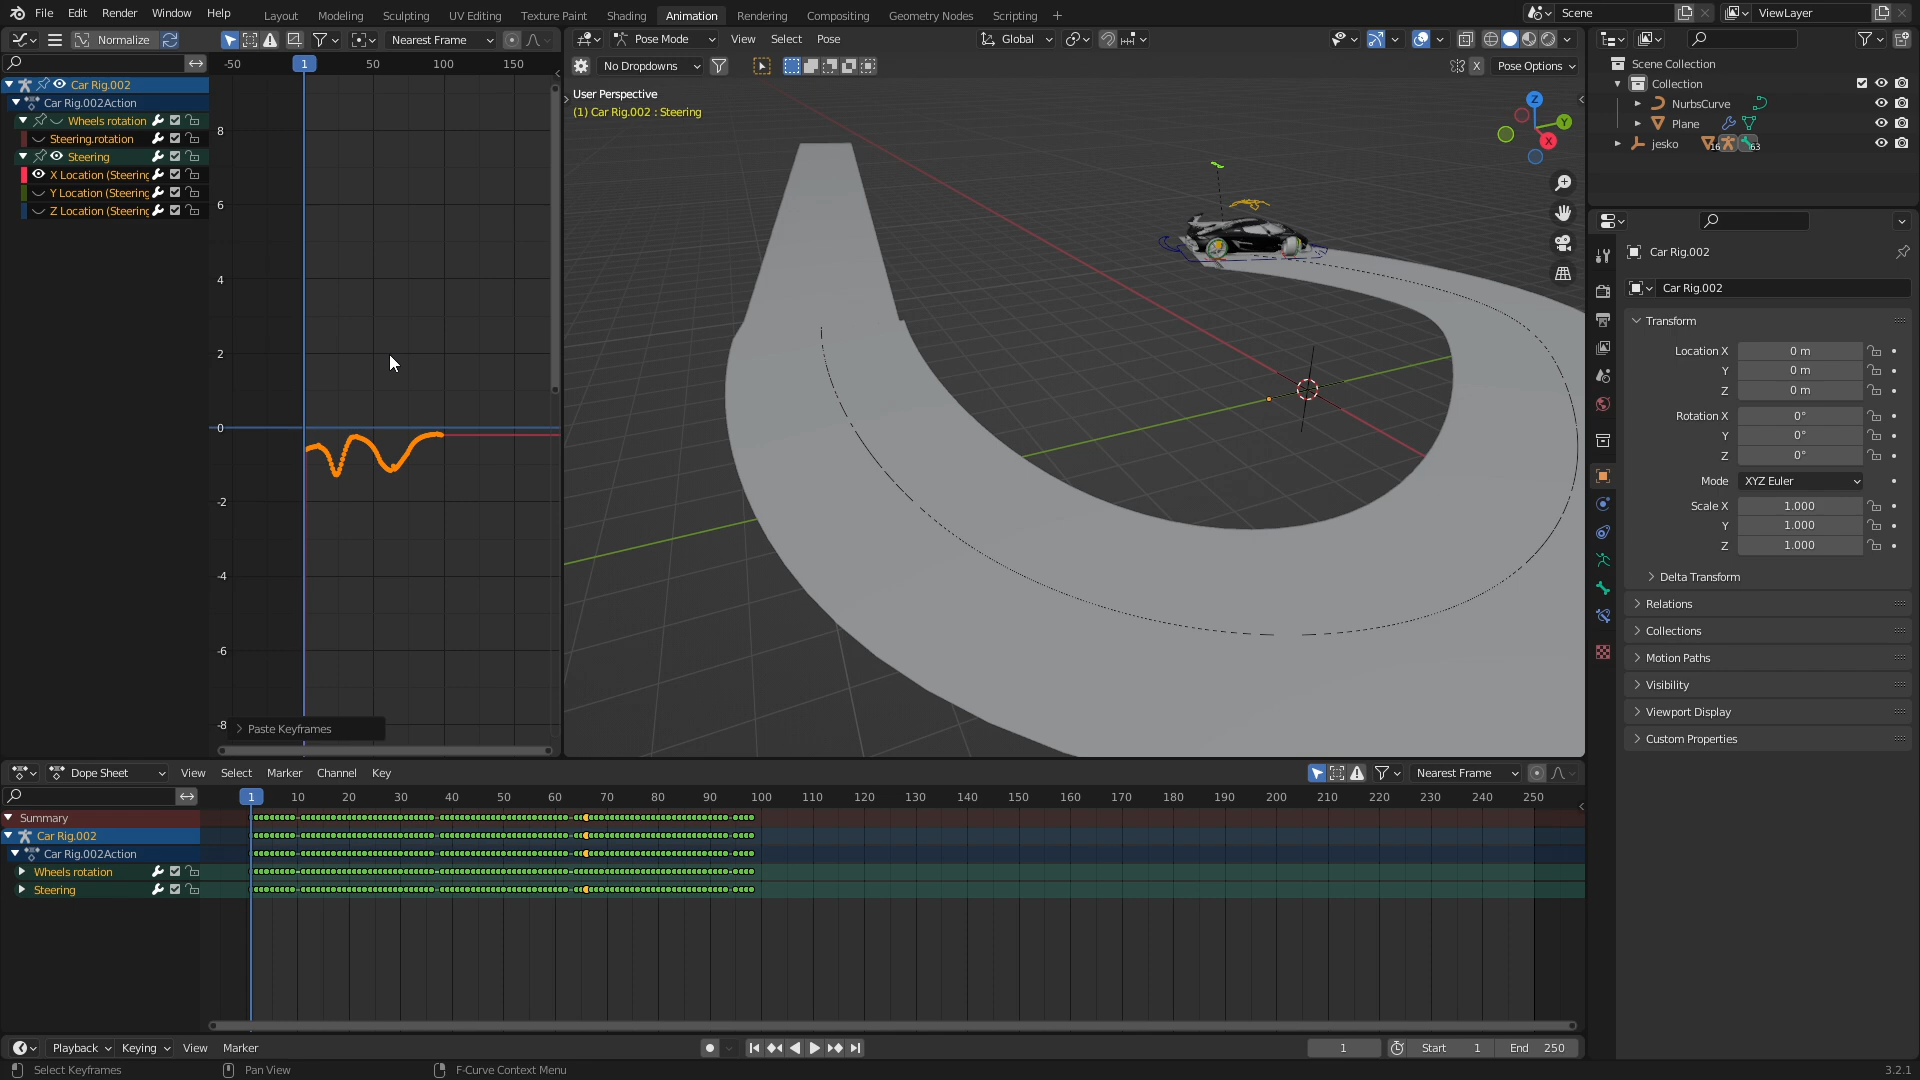 File Edit Render Window Help Layout Modeling Sculpting UV Editing Texture Paint Shading Animation Rendering Compositing Geometry Nodes Scripting + Scene ViewLayer
Normalize Nearest Frame Pose Mode View Select Pose Global
No Dropdowns X Pose Options
-50 1 50 100 150
Car Rig.002
Car Rig.002Action
Wheels rotation
Steering.rotation
Steering
X Location (Steering
Y Location (Steering
Z Location (Steering
8
6
4
2
0
-2
-4
-6
-8
Paste Keyframes
User Perspective
(1) Car Rig.002 : Steering
Z
Y
X
Scene Collection
Collection
NurbsCurve
Plane
jesko 16 63
Car Rig.002
Car Rig.002
Transform
Location X 0 m
Y 0 m
Z 0 m
Rotation X 0°
Y 0°
Z 0°
Mode XYZ Euler
Scale X 1.000
Y 1.000
Z 1.000
Delta Transform
Relations
Collections
Motion Paths
Visibility
Viewport Display
Custom Properties
Dope Sheet View Select Marker Channel Key Nearest Frame
1 10 20 30 40 50 60 70 80 90 100 110 120 130 140 150 160 170 180 190 200 210 220 230 240 250
Summary
Car Rig.002
Car Rig.002Action
Wheels rotation
Steering
Playback Keying View Marker 1 Start 1 End 250
Select Keyframes Pan View F-Curve Context Menu 3.2.1